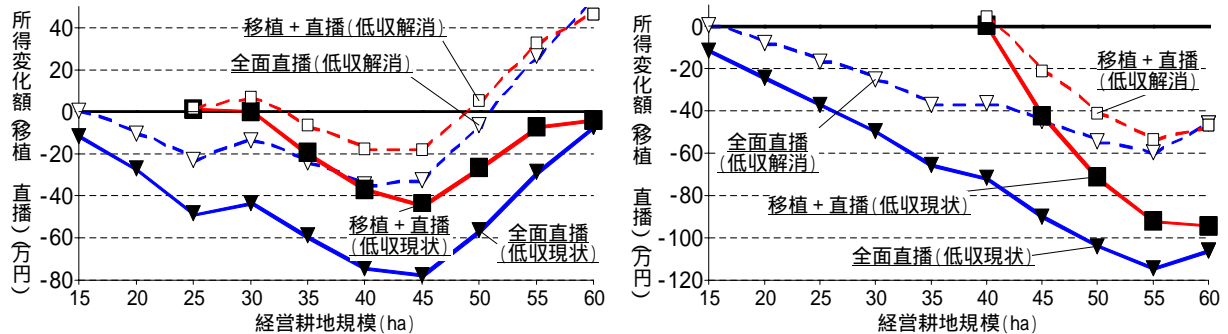 所得変化額(移植 直播)(万円)
40
20
0
-20
-40
-60
-80
15 20 25 30 35 40 45 50 55 60
経営耕地規模(ha)
移植+直播(低収解消)
全面直播(低収解消)
移植+直播
(低収現状)
全面直播
(低収現状)
所得変化額(移植 直播)(万円)
0
-20
-40
-60
-80
-100
-120
15 20 25 30 35 40 45 50 55 60
経営耕地規模(ha)
移植+直播
(低収解消)
全面直播
(低収解消)
移植+直播(低収現状)
全面直播(低収現状)